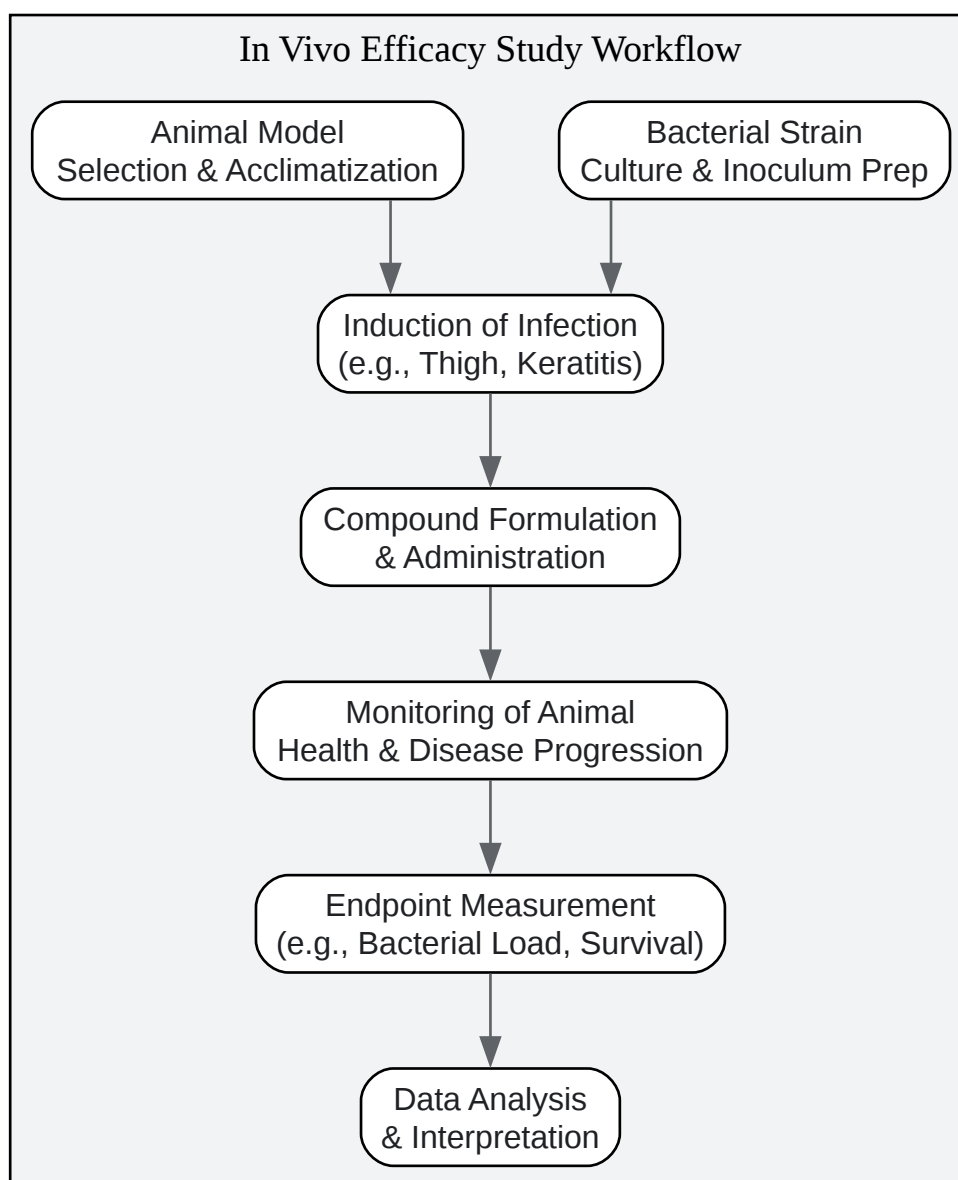 In Vivo Efficacy Study Workflow
Animal Model
Selection & Acclimatization
Bacterial Strain
Culture & Inoculum Prep
Induction of Infection
(e.g., Thigh, Keratitis)
Compound Formulation
& Administration
Monitoring of Animal
Health & Disease Progression
Endpoint Measurement
(e.g., Bacterial Load, Survival)
Data Analysis
& Interpretation